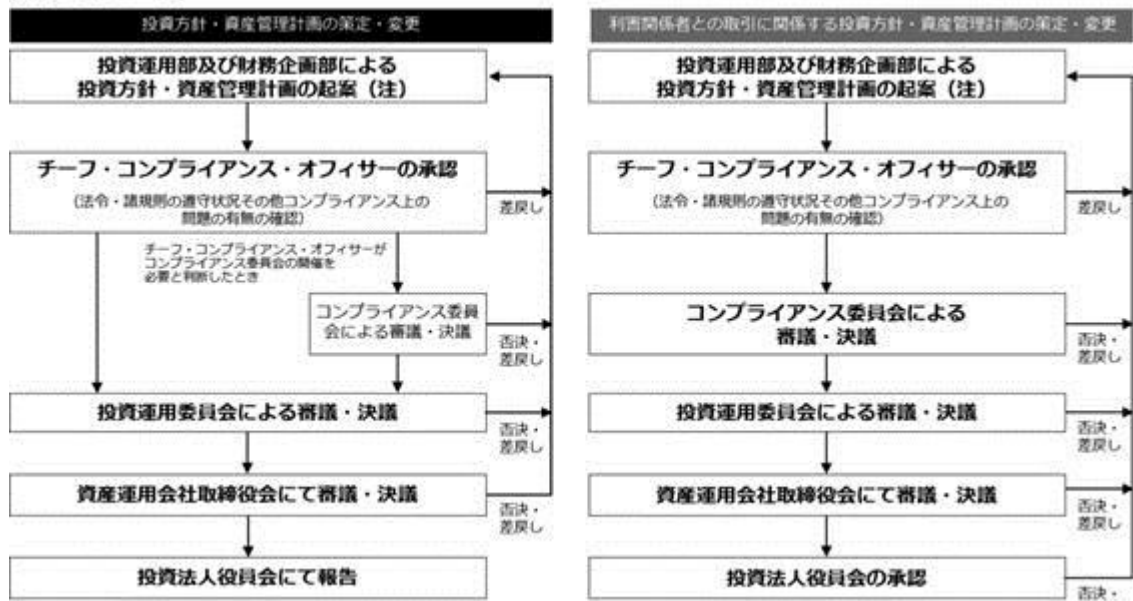 投資方針・資産管理計画の策定・変更
投資運用部及び財務企画部による
投資方針・資産管理計画の起案（注）
チーフ・コンプライアンス・オフィサーの承認
（法令・諸規則の遵守状況その他コンプライアンス上の
問題の有無の確認）
差戻し
チーフ・コンプライアンス・オフィサーが
コンプライアンス委員会の開催を
必要と判断したとき
コンプライアンス委員
会による審議・決議
否決・
差戻し
投資運用委員会による審議・決議
否決・
差戻し
資産運用会社取締役会にて審議・決議
否決・
差戻し
投資法人役員会にて報告
利害関係者との取引に関係する投資方針・資産管理計画の策定・変更
投資運用部及び財務企画部による
投資方針・資産管理計画の起案（注）
チーフ・コンプライアンス・オフィサーの承認
（法令・諸規則の遵守状況その他コンプライアンス上の
問題の有無の確認）
差戻し
コンプライアンス委員会による
審議・決議
否決・
差戻し
投資運用委員会による審議・決議
否決・
差戻し
資産運用会社取締役会にて審議・決議
否決・
差戻し
投資法人役員会の承認
否決・